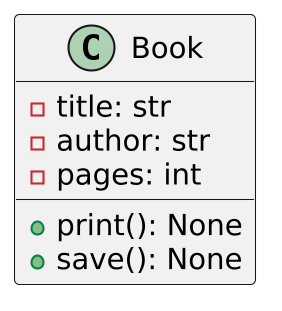 C Book
title: str
author: str
pages: int
print(): None
save(): None